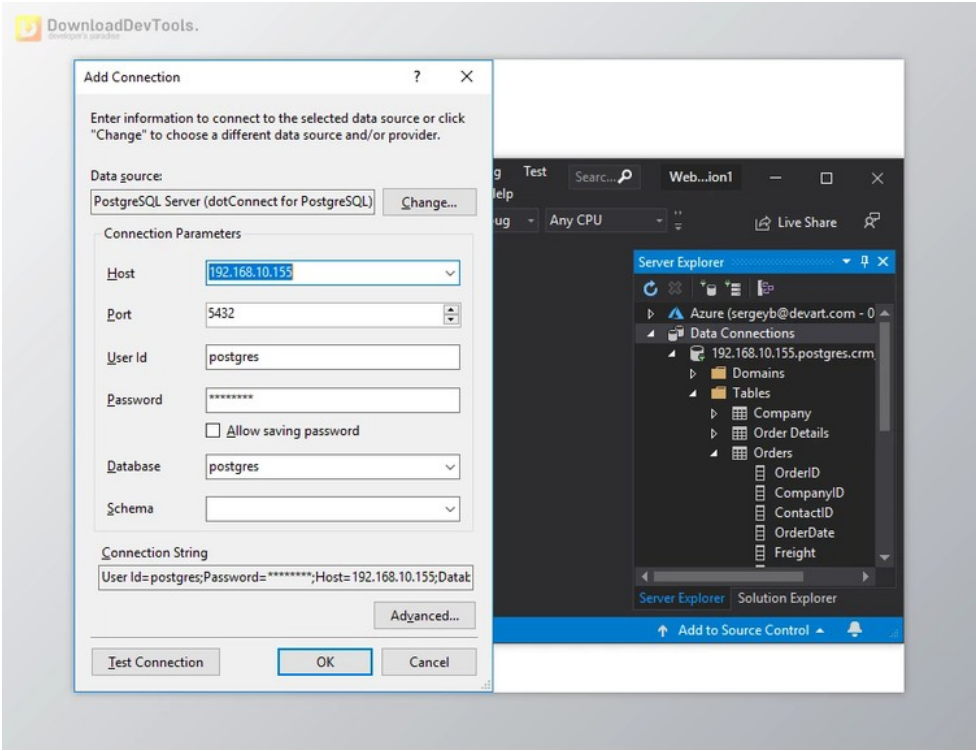 DownloadDevTools.
developer's paradise
Add Connection
?
Enter information to connect to the selected data source or click
"Change" to choose a different data source and/or provider.
Data source:
PostgreSQL Server (dotConnect for PostgreSQL)
Change...
Connection Parameters
Host
192.168.10.155
Port
5432
User Id
postgres
Password
********
Allow saving password
Database
postgres
Schema
Connection String
User Id=postgres;Password=********;Host=192.168.10.155;Datab
Advanced...
Test Connection
OK
Cancel
g
Test
Searc...
Web...ion1
Help
ug
Any CPU
Live Share
Server Explorer
Azure (sergeyb@devart.com - 0
Data Connections
192.168.10.155.postgres.crm_
Domains
Tables
Company
Order Details
Orders
OrderID
CompanyID
ContactID
OrderDate
Freight
Server Explorer
Solution Explorer
Add to Source Control